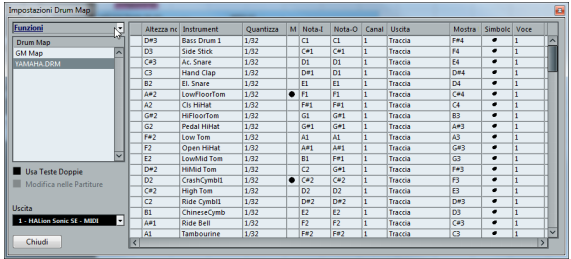 Impostazioni Drum Map
Funzioni
Drum Map
GM Map
YAMAHA.DRM
Usa Teste Doppie
Modifica nelle Partiture
Uscita
1 - HALion Sonic SE - MIDI
Chiudi
Altezza no Instrument Quantizza M Nota-I Nota-O Canal Uscita Mostra Simbolc Voce
D#3 Bass Drum 1 1/32 C1 C1 1 Traccia F#4 1
D3 Side Stick 1/32 C#1 C#1 1 Traccia F4 1
C#3 Ac. Snare 1/32 D1 D1 1 Traccia E4 1
C3 Hand Clap 1/32 D#1 D#1 1 Traccia D#4 1
B2 El. Snare 1/32 E1 E1 1 Traccia D4 1
A#2 LowFloorTom 1/32 F1 F1 1 Traccia C#4 1
A2 Cls HiHat 1/32 F#1 F#1 1 Traccia C4 1
G#2 HiFloorTom 1/32 G1 G#1 1 Traccia B3 1
G2 Pedal HiHat 1/32 G#1 G#1 1 Traccia A#3 1
F#2 Low Tom 1/32 A1 A1 1 Traccia A3 1
F2 Open HiHat 1/32 A#1 A#1 1 Traccia G#3 1
E2 LowMid Tom 1/32 B1 F#1 1 Traccia G3 1
D#2 HiMid Tom 1/32 C2 G#1 1 Traccia F#3 1
D2 CrashCymbl1 1/32 C#2 C#2 1 Traccia F3 1
C#2 High Tom 1/32 D2 D2 1 Traccia E3 1
C2 Ride Cymbl1 1/32 D#2 D#2 1 Traccia D#3 1
B1 ChineseCymb 1/32 E2 E2 1 Traccia D3 1
A#1 Ride Bell 1/32 F2 F2 1 Traccia C#3 1
A1 Tambourine 1/32 F#2 F#2 1 Traccia C3 1